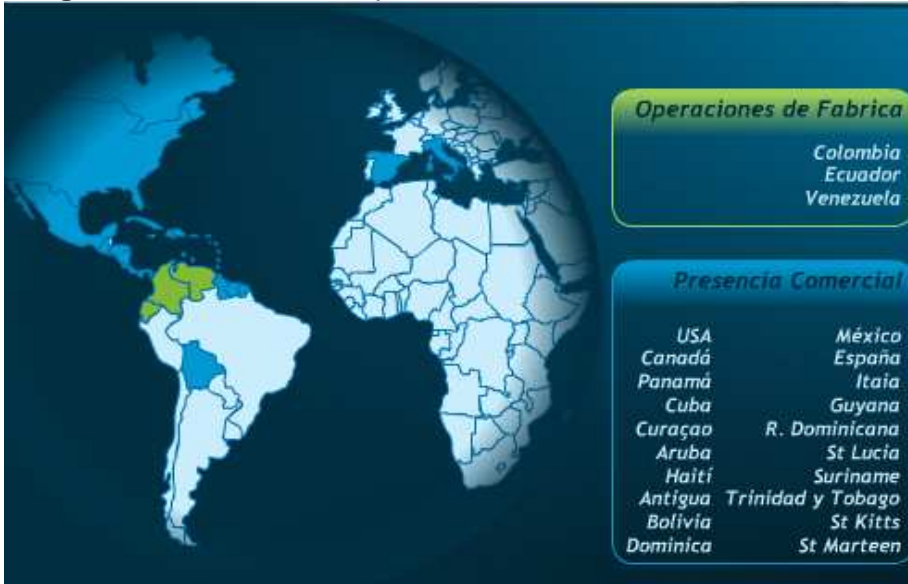 Operaciones de Fabrica
Colombia
Ecuador
Venezuela
Presencia Comercial
USA México
Canadá España
Panamá Itaia
Cuba Guyana
Curaçao R. Dominicana
Aruba St Lucia
Haití Suriname
Antigua Trinidad y Tobago
Bolivia St Kitts
Dominica St Marteen